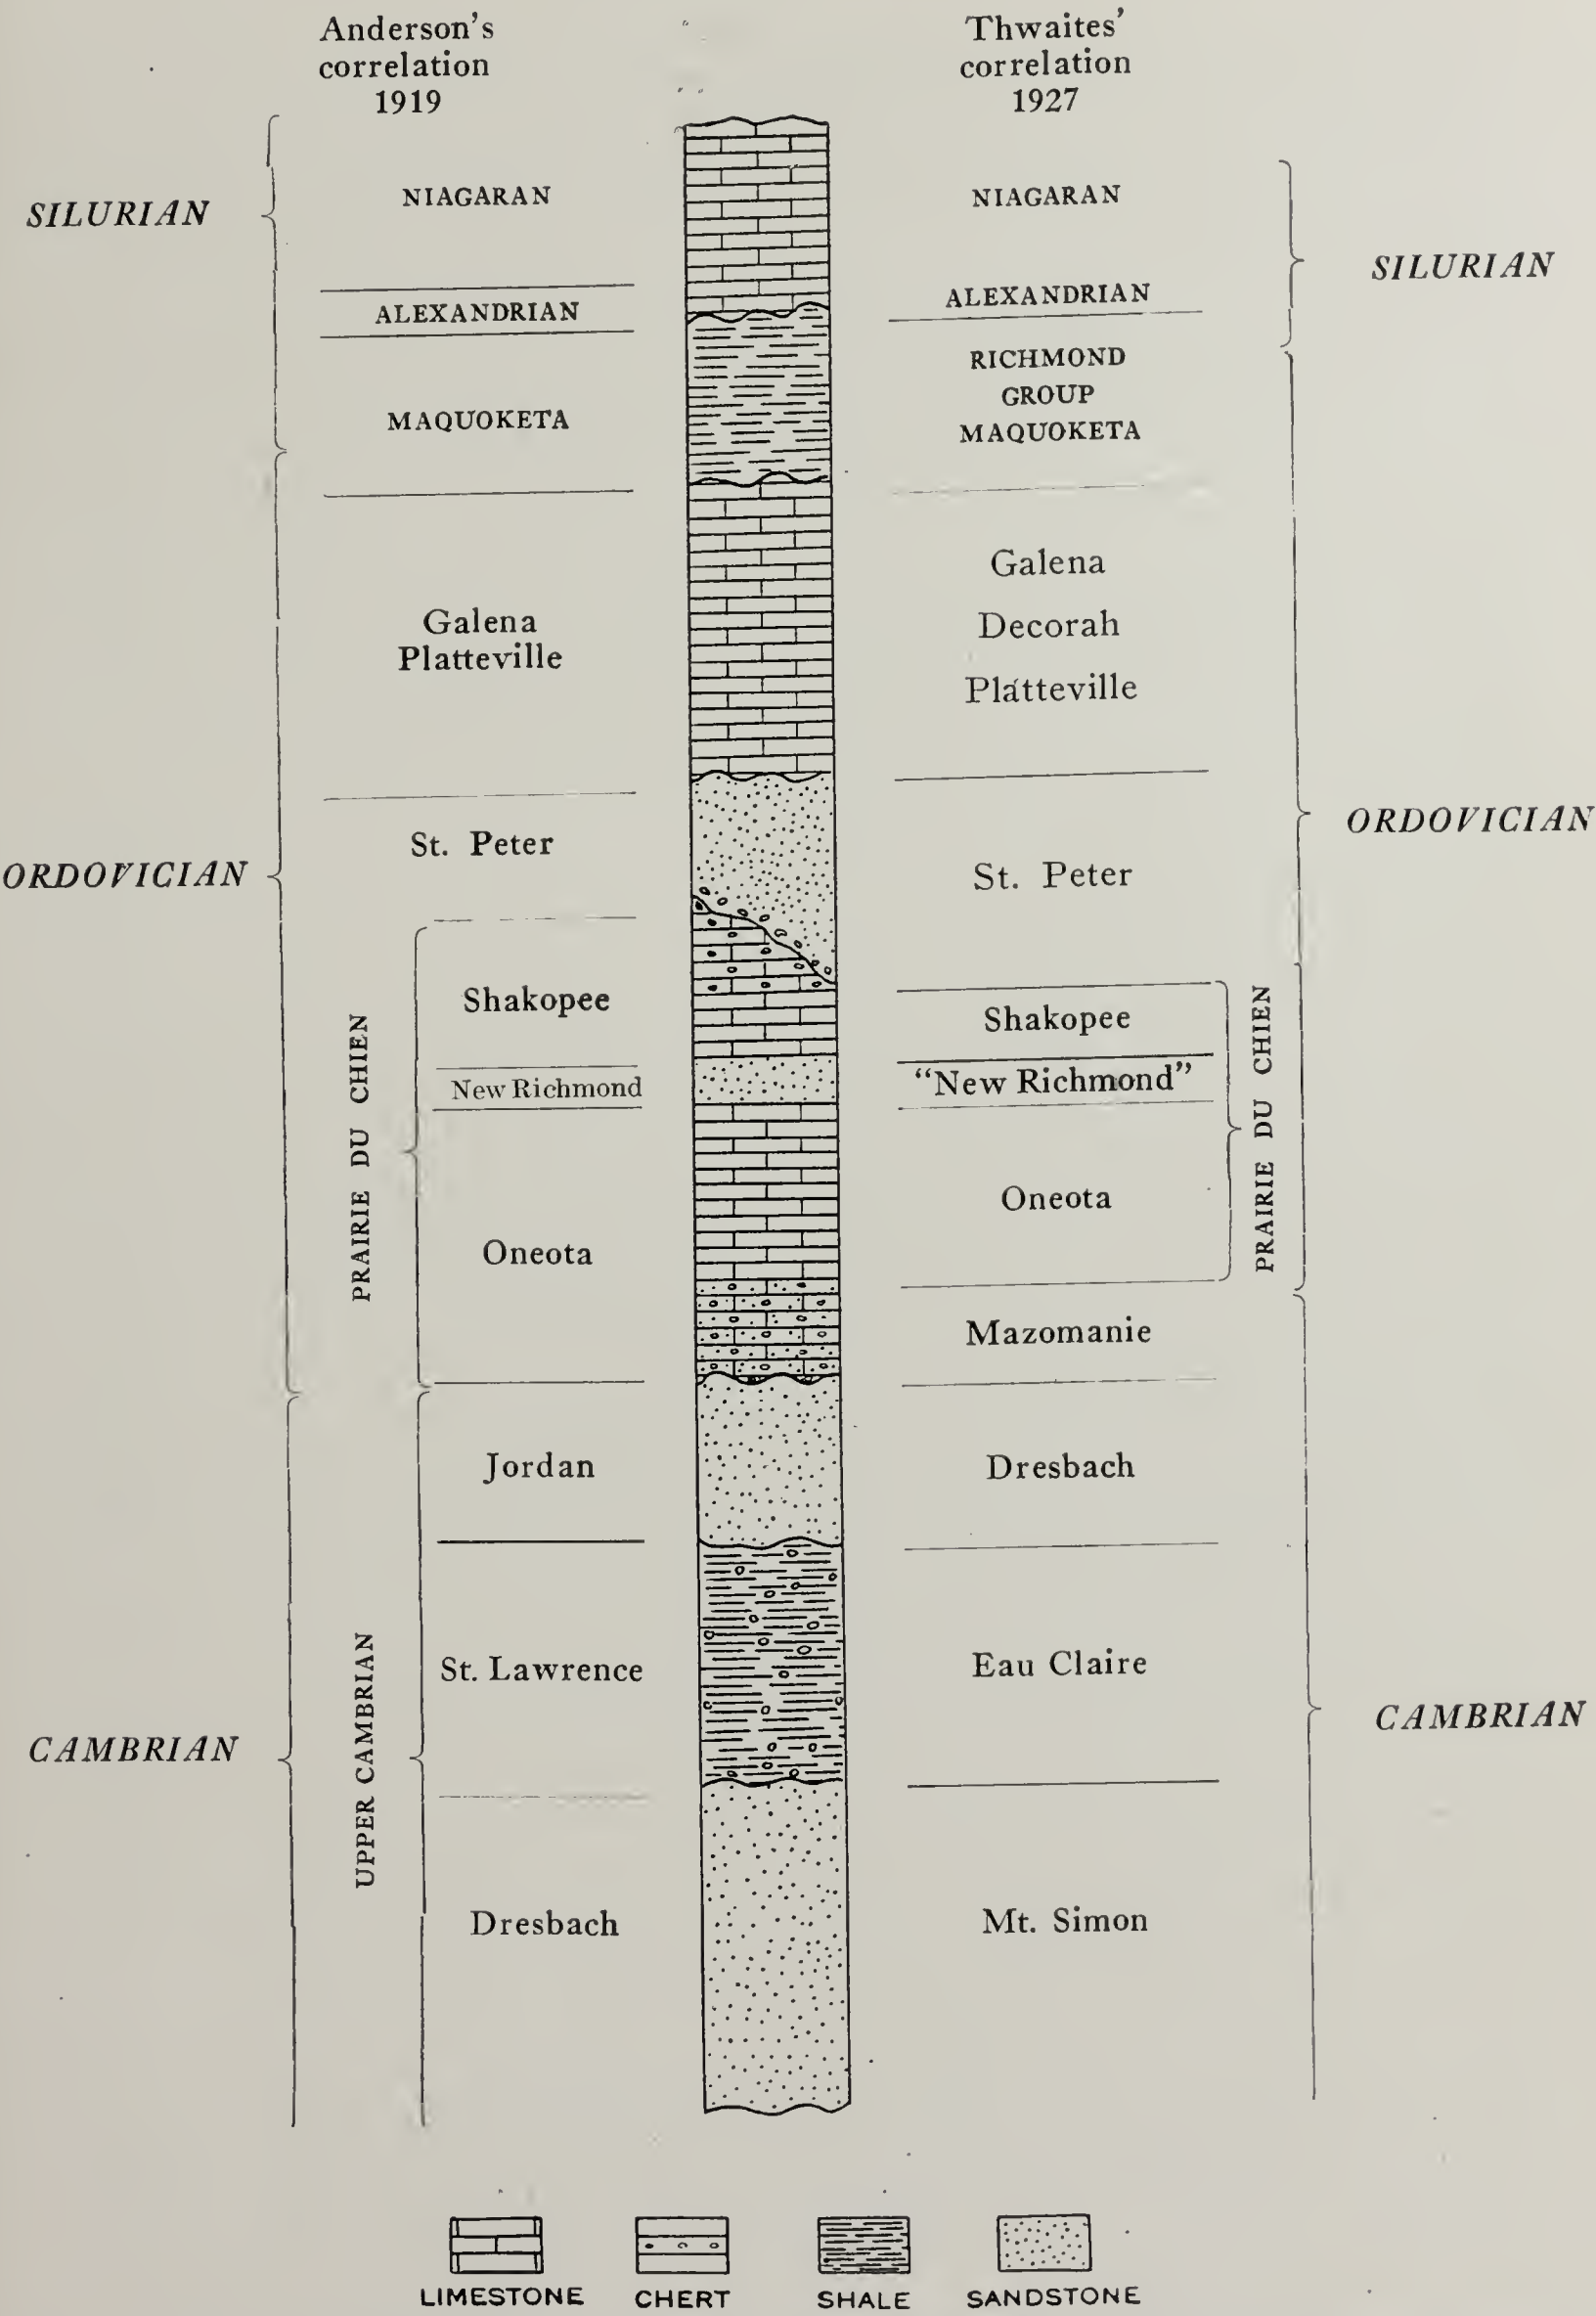 Anderson's
correlation
1919
SILURIAN
NIAGARAN
ALEXANDRIAN
MAQUOKETA
ORDOVICIAN
Galena
Platteville
St. Peter
PRAIRIE DU CHIEN
Shakopee
New Richmond
Oneota
CAMBRIAN
UPPER CAMBRIAN
Jordan
St. Lawrence
Dresbach
Thwaites'
correlation
1927
NIAGARAN
ALEXANDRIAN
SILURIAN
RICHMOND
GROUP
MAQUOKETA
Galena
Decorah
Platteville
St. Peter
ORDOVICIAN
Shakopee
"New Richmond"
Oneota
PRAIRIE DU CHIEN
Mazomanie
Dresbach
Eau Claire
Mt. Simon
CAMBRIAN
LIMESTONE
CHERT
SHALE
SANDSTONE